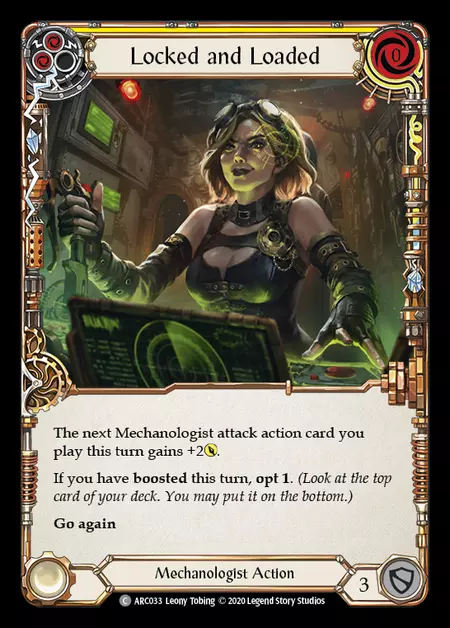 Locked and Loaded
0
The next Mechanologist attack action card you
play this turn gains +2.
If you have boosted this turn, opt 1. (Look at the top
card of your deck. You may put it on the bottom.)
Go again
Mechanologist Action
3
C ARC033 Leony Tobing © 2020 Legend Story Studios